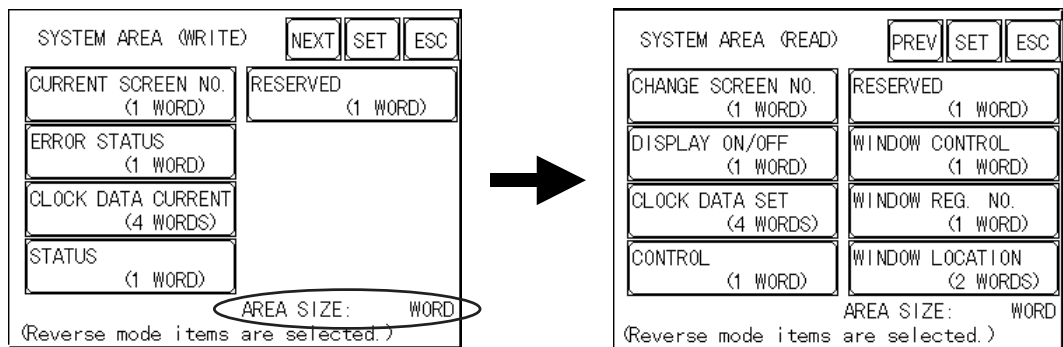 SYSTEM AREA (WRITE) NEXT SET ESC
CURRENT SCREEN NO. (1 WORD)
RESERVED (1 WORD)
ERROR STATUS (1 WORD)
CLOCK DATA CURRENT (4 WORDS)
STATUS (1 WORD)
AREA SIZE: WORD
(Reverse mode items are selected.)
SYSTEM AREA (READ) PREV SET ESC
CHANGE SCREEN NO. (1 WORD)
RESERVED (1 WORD)
DISPLAY ON/OFF (1 WORD)
WINDOW CONTROL (1 WORD)
CLOCK DATA SET (4 WORDS)
WINDOW REG. NO. (1 WORD)
CONTROL (1 WORD)
WINDOW LOCATION (2 WORDS)
AREA SIZE: WORD
(Reverse mode items are selected.)